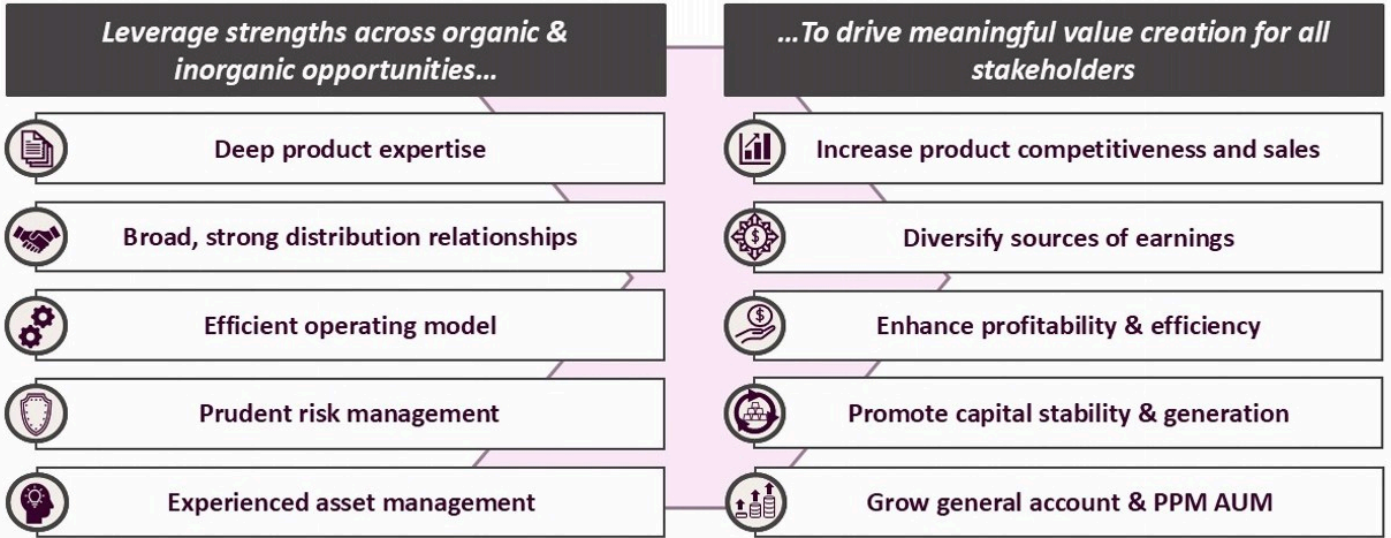 Leverage strengths across organic &
inorganic opportunities...
Deep product expertise
Broad, strong distribution relationships
Efficient operating model
Prudent risk management
Experienced asset management
...To drive meaningful value creation for all
stakeholders
Increase product competitiveness and sales
Diversify sources of earnings
Enhance profitability & efficiency
Promote capital stability & generation
Grow general account & PPM AUM